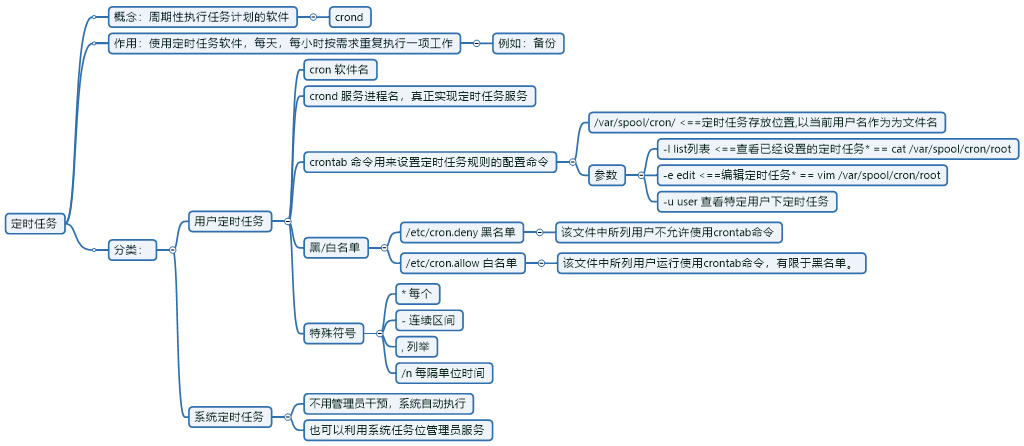 定时任务
概念：周期性执行任务计划的软件
crond
作用：使用定时任务软件，每天，每小时按需求重复执行一项工作
例如：备份
分类：
用户定时任务
cron 软件名
crond 服务进程名，真正实现定时任务服务
crontab 命令用来设置定时任务规则的配置命令
/var/spool/cron/ <==定时任务存放位置,以当前用户名作为为文件名
参数
-l list列表 <==查看已经设置的定时任务* == cat /var/spool/cron/root
-e edit <==编辑定时任务* == vim /var/spool/cron/root
-u user 查看特定用户下定时任务
黑/白名单
/etc/cron.deny 黑名单
该文件中所列用户不允许使用crontab命令
/etc/cron.allow 白名单
该文件中所列用户运行使用crontab命令，有限于黑名单。
特殊符号
* 每个
- 连续区间
, 列举
/n 每隔单位时间
系统定时任务
不用管理员干预，系统自动执行
也可以利用系统任务位管理员服务